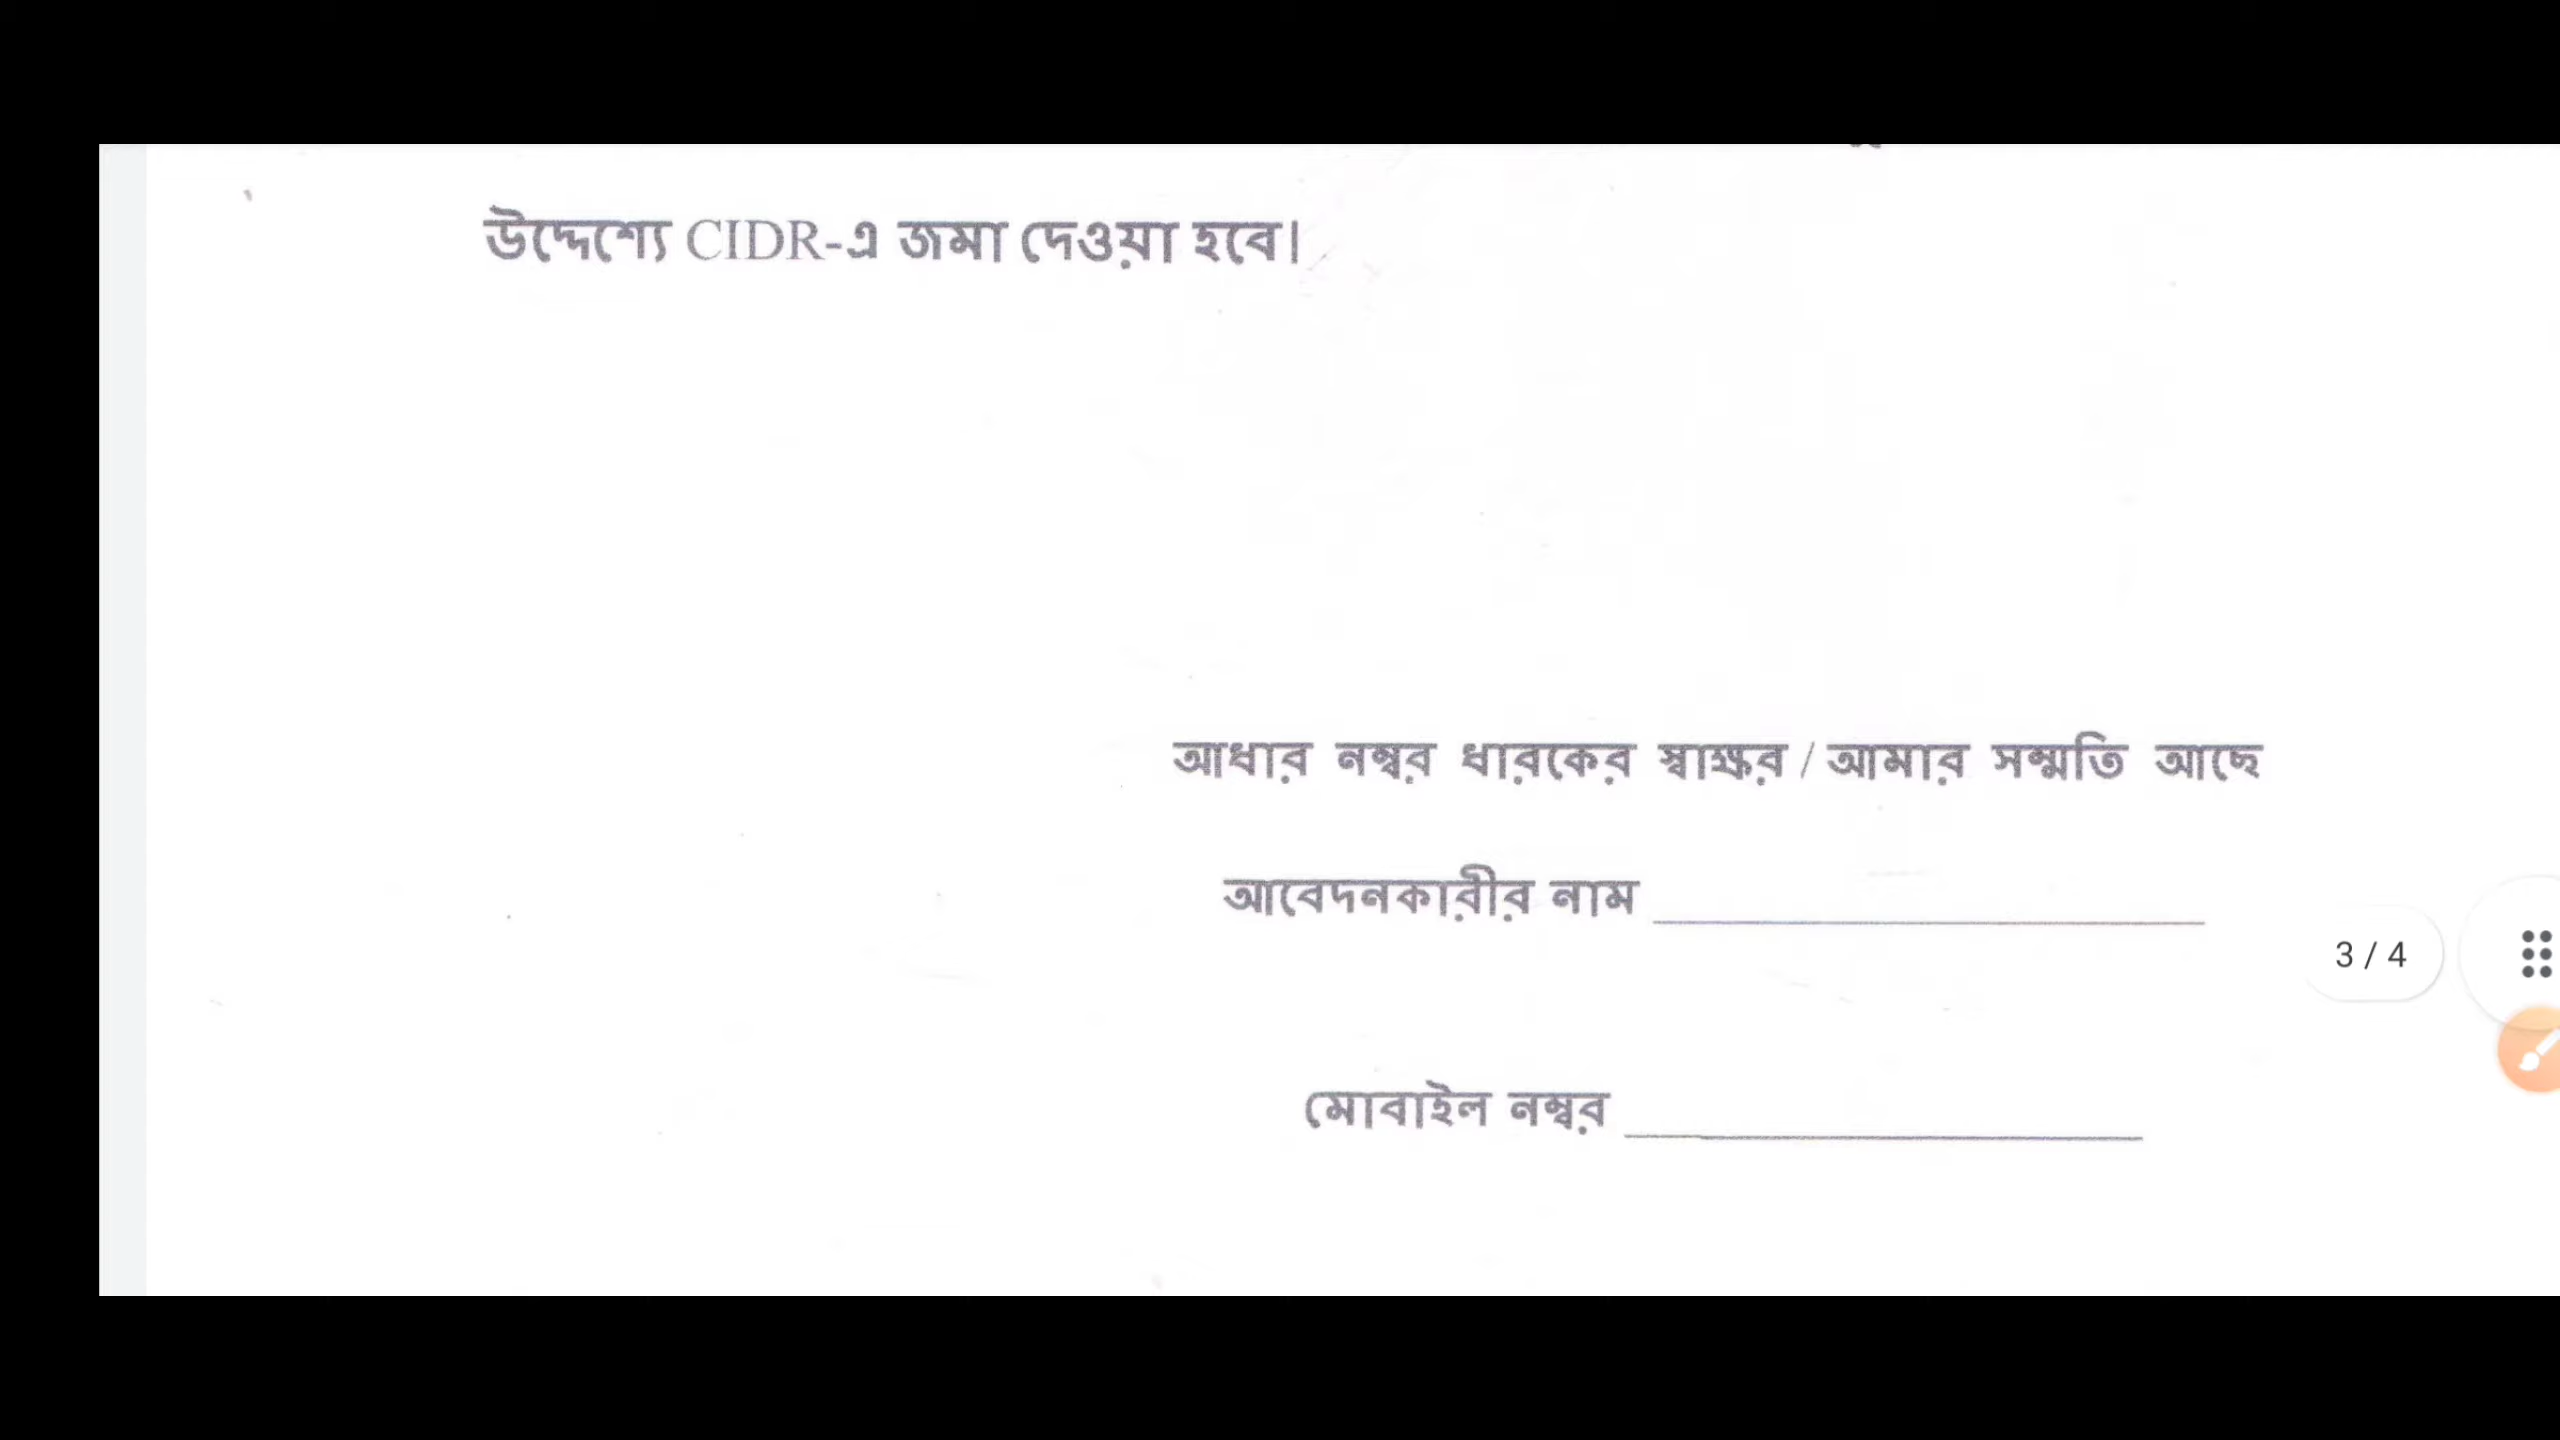 উদ্দেশ্যে CIDR-এ জমা দেওয়া হবে।
আধার নম্বর ধারকের স্বাক্ষর / আমার সম্মতি আছে
আবেদনকারীর নাম
3 / 4
মোবাইল নম্বর